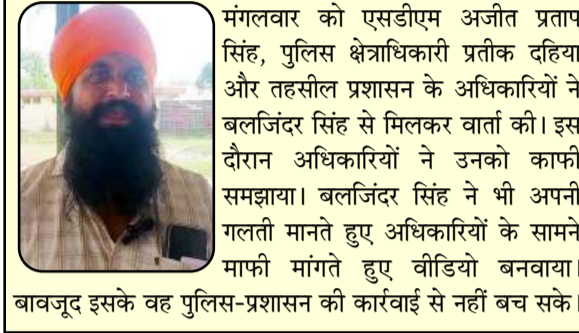 मंगलवार को एसडीएम अजीत प्रताप
सिंह, पुलिस क्षेत्राधिकारी प्रतीक दहिया
और तहसील प्रशासन के अधिकारियों ने
बलजिंदर सिंह से मिलकर वार्ता की। इस
दौरान अधिकारियों ने उनको काफी
समझाया। बलजिंदर सिंह ने भी अपनी
गलती मानते हुए अधिकारियों के सामने
माफी मांगते हुए वीडियो बनवाया।
बावजूद इसके वह पुलिस-प्रशासन की कार्रवाई से नहीं बच सके।